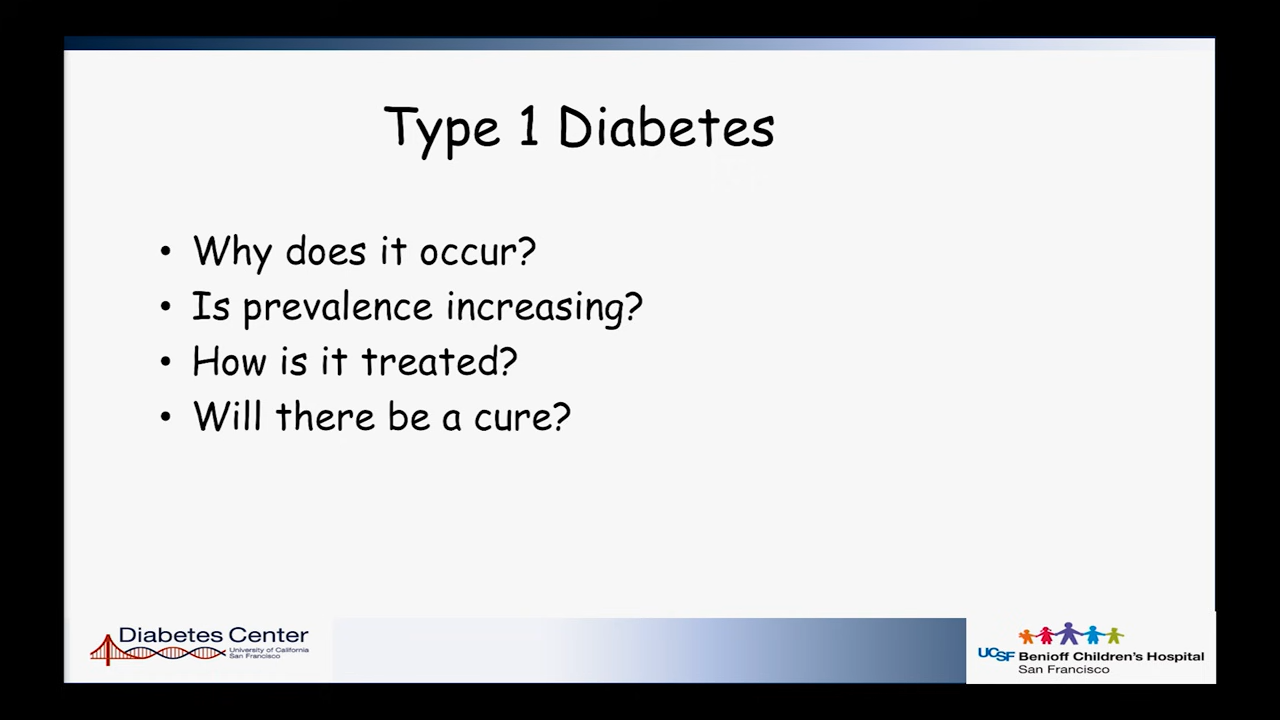 Type 1 Diabetes
• Why does it occur?
• Is prevalence increasing?
• How is it treated?
• Will there be a cure?
Diabetes Center
University of California
San Francisco
UCSF Benioff Children's Hospital
San Francisco